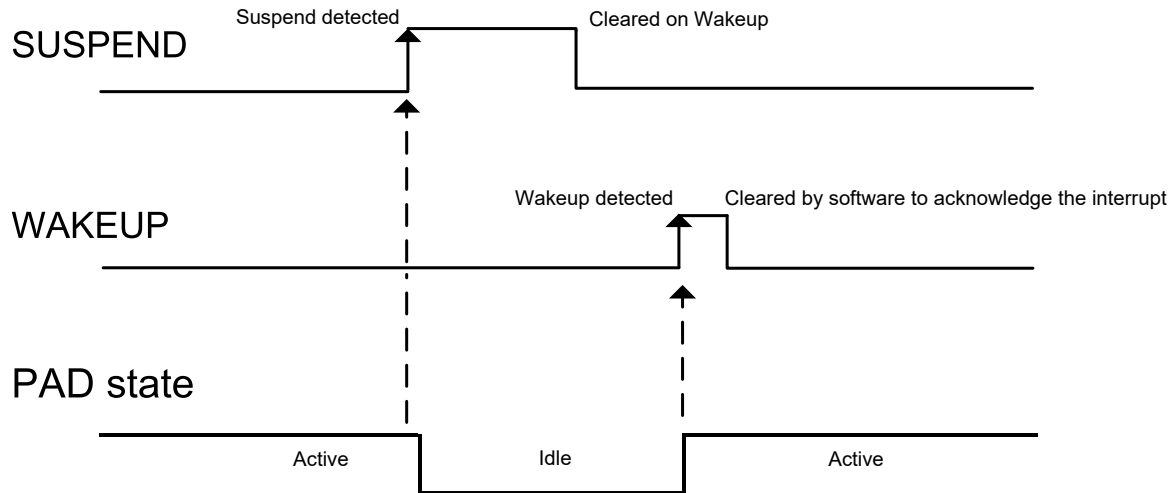 Suspend detected
Cleared on Wakeup
SUSPEND
Wakeup detected
Cleared by software to acknowledge the interrupt
WAKEUP
PAD state
Active
Idle
Active